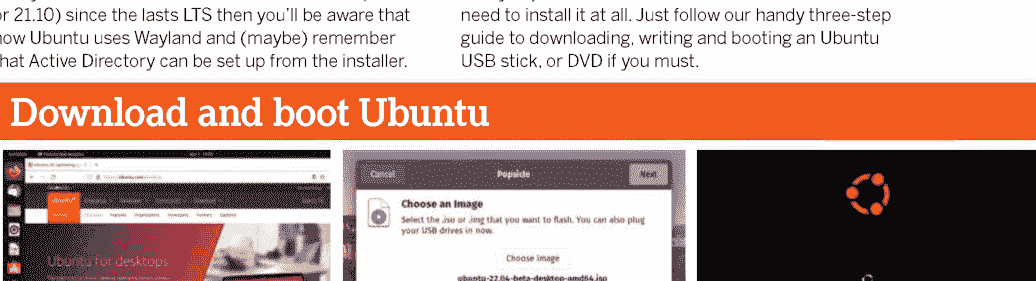 or 21.10) since the lasts LTS then you'll be aware that
now Ubuntu uses Wayland and (maybe) remember
that Active Directory can be set up from the installer.
need to install it at all. Just follow our handy three-step
guide to downloading, writing and booting an Ubuntu
USB stick, or DVD if you must.
Download and boot Ubuntu
Ubuntu for desktops
Cancel
Popsicle
Next
Choose an Image
Select the .iso or .img that you want to flash. You can also plug
your USB drives in now.
Choose Image
ubuntu-22.04-beta-desktop-amd64.iso